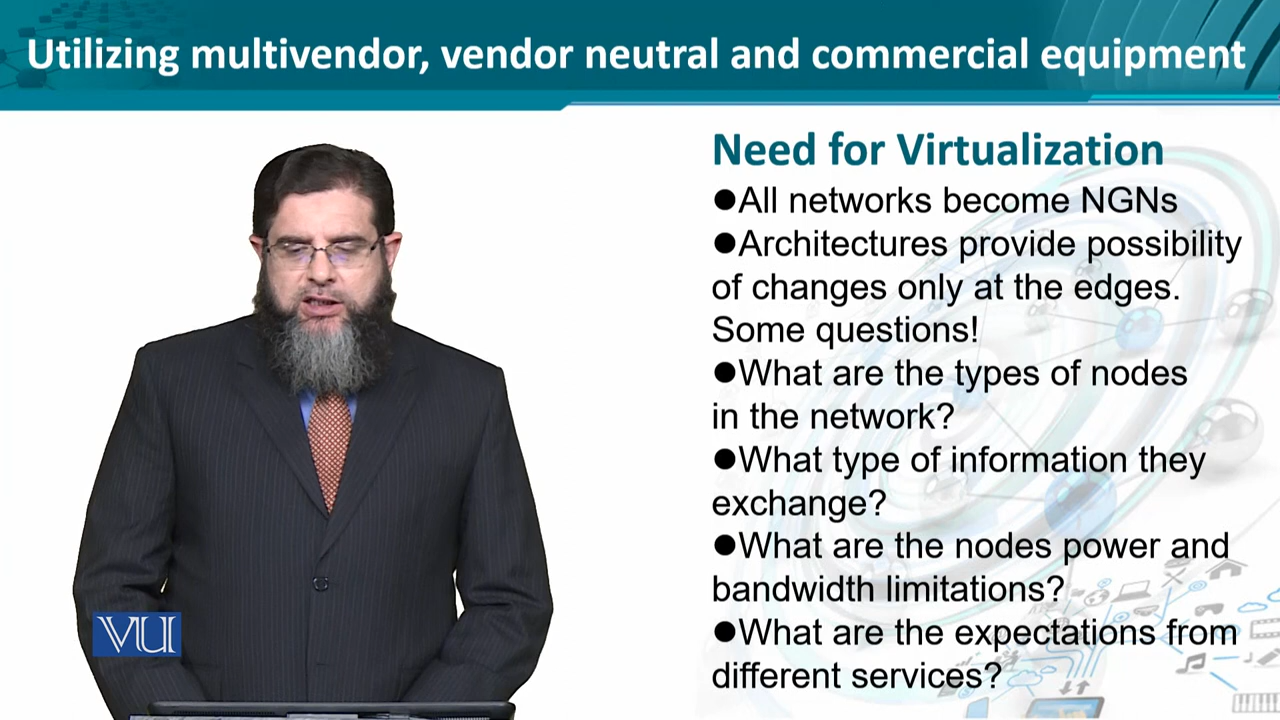 Utilizing multivendor, vendor neutral and commercial equipment
Need for Virtualization
●All networks become NGNs
●Architectures provide possibility
of changes only at the edges.
Some questions!
●What are the types of nodes
in the network?
●What type of information they
exchange?
●What are the nodes power and
bandwidth limitations?
●What are the expectations from
different services?
VU